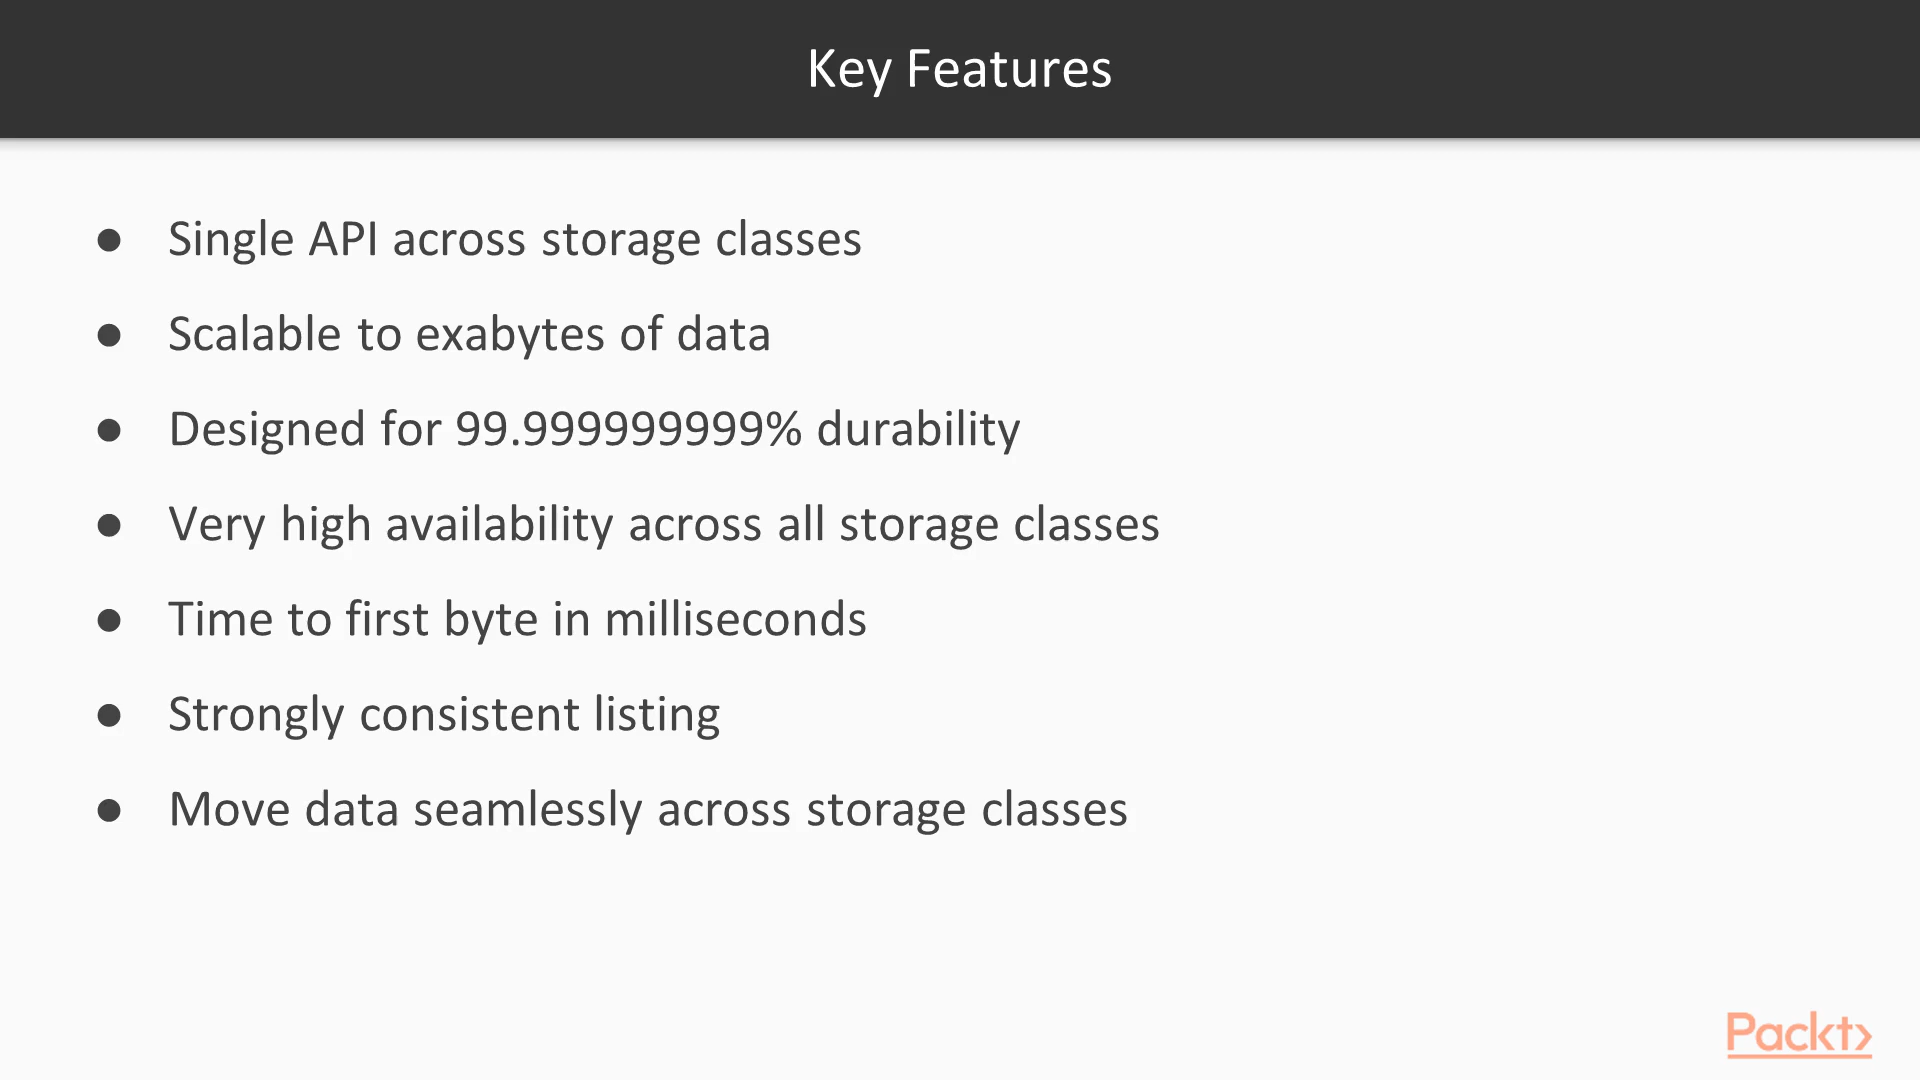 Key Features
● Single API across storage classes
● Scalable to exabytes of data
● Designed for 99.999999999% durability
● Very high availability across all storage classes
● Time to first byte in milliseconds
● Strongly consistent listing
● Move data seamlessly across storage classes
Packt>